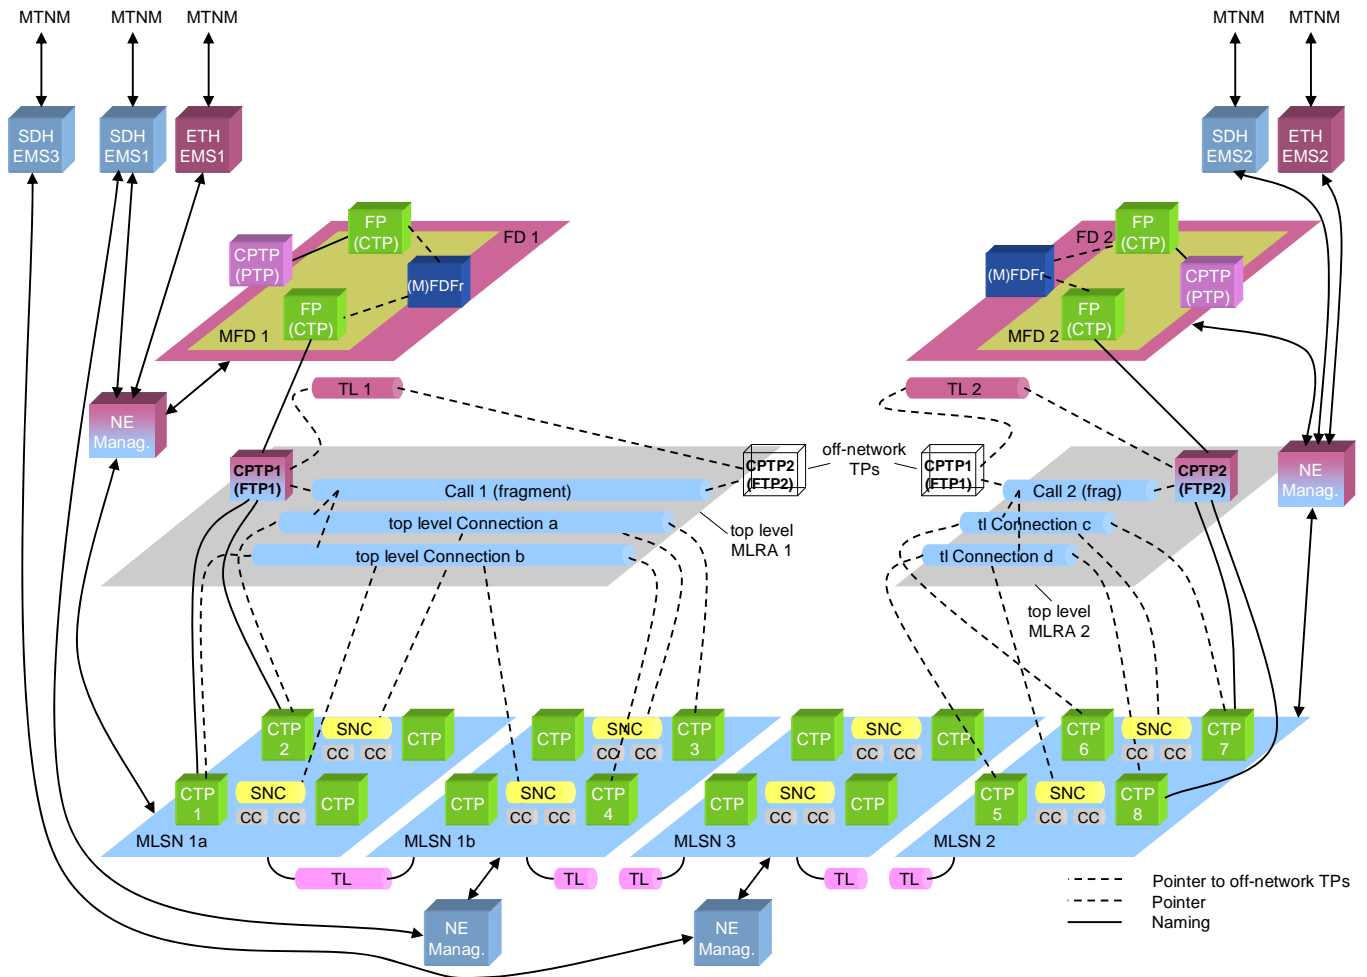 MTNM
MTNM
MTNM
MTNM
MTNM
SDH
EMS3
SDH
EMS1
ETH
EMS1
SDH
EMS2
ETH
EMS2
FP
(CTP)
FD 1
CPTP
(PTP)
(M)FDFr
FP
(CTP)
MFD 1
FP
(CTP)
FD 2
(M)FDFr
CPTP
(PTP)
FP
(CTP)
MFD 2
TL 1
TL 2
NE
Manag.
CPTP1
(FTP1)
Call 1 (fragment)
top level Connection a
top level Connection b
CPTP2
(FTP2)
off-network
TPs
CPTP1
(FTP1)
top level
MLRA 1
Call 2 (frag)
tl Connection c
tl Connection d
CPTP2
(FTP2)
NE
Manag.
top level
MLRA 2
CTP
2
SNC
CC
CC
CTP
CTP
SNC
CC
CC
CTP
3
CTP
SNC
CC
CC
CTP
CTP
6
SNC
CC
CC
CTP
7
CTP
1
SNC
CC
CC
CTP
CTP
SNC
CC
CC
CTP
4
CTP
SNC
CC
CC
CTP
CTP
5
SNC
CC
CC
CTP
8
MLSN 1a
MLSN 1b
MLSN 3
MLSN 2
TL
TL
TL
TL
TL
NE
Manag.
NE
Manag.
Pointer to off-network TPs
Pointer
Naming